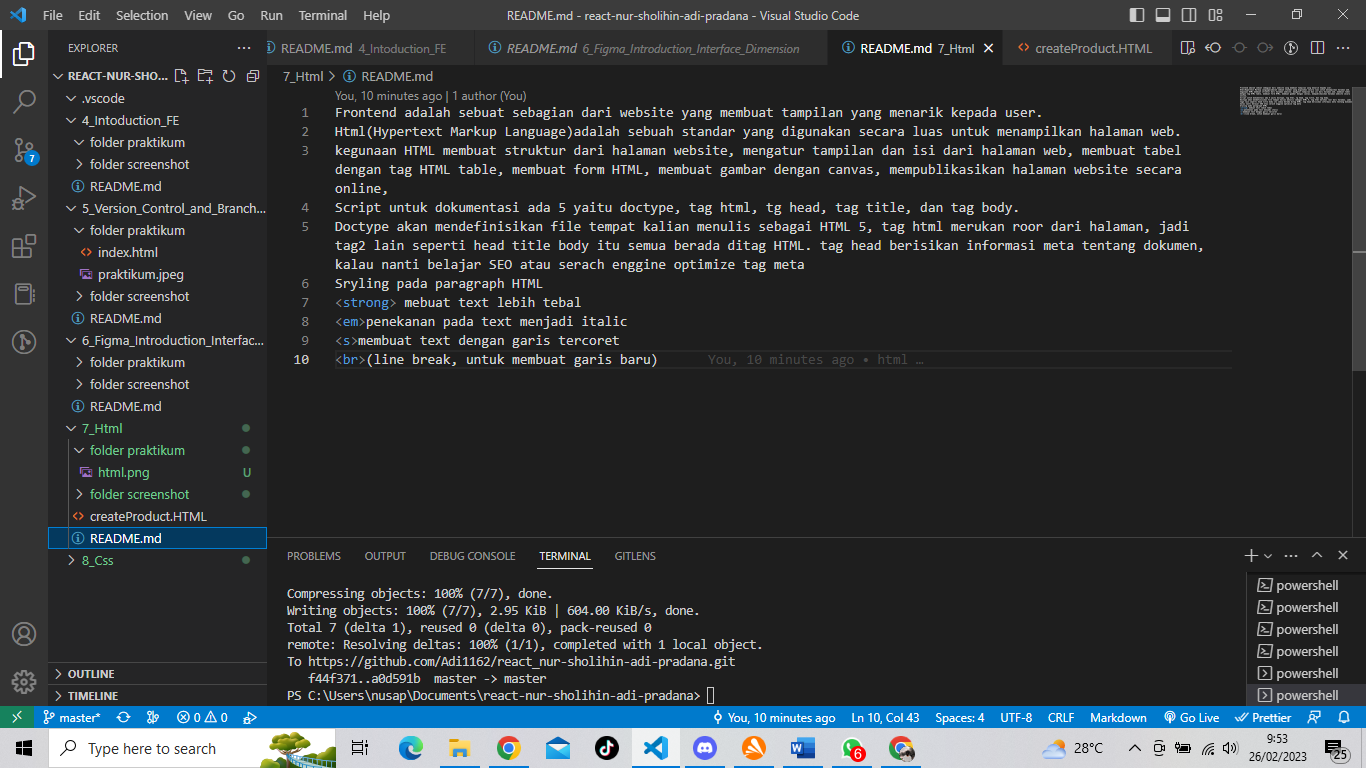 File Edit Selection View Go Run Terminal Help
README.md - react-nur-sholihin-adi-pradana - Visual Studio Code
EXPLORER
README.md 4_Intoduction_FE
README.md 6_Figma_Introduction_Interface_Dimension
README.md 7_Html
createProduct.HTML
REACT-NUR-SHO...
.vscode
4_Intoduction_FE
folder praktikum
folder screenshot
README.md
5_Version_Control_and_Branch...
folder praktikum
index.html
praktikum.jpeg
folder screenshot
README.md
6_Figma_Introduction_Interfac...
folder praktikum
folder screenshot
README.md
7_Html
folder praktikum
html.png U
folder screenshot
createProduct.HTML
README.md
8_Css
OUTLINE
TIMELINE
7
7_Html > README.md
You, 10 minutes ago | 1 author (You)
1 Frontend adalah sebuat sebagian dari website yang membuat tampilan yang menarik kepada user.
2 Html(Hypertext Markup Language)adalah sebuah standar yang digunakan secara luas untuk menampilkan halaman web.
3 kegunaan HTML membuat struktur dari halaman website, mengatur tampilan dan isi dari halaman web, membuat tabel
dengan tag HTML table, membuat form HTML, membuat gambar dengan canvas, mempublikasikan halaman website secara
online,
4 Script untuk dokumentasi ada 5 yaitu doctype, tag html, tg head, tag title, dan tag body.
5 Doctype akan mendefinisikan file tempat kalian menulis sebagai HTML 5, tag html merukan roor dari halaman, jadi
tag2 lain seperti head title body itu semua berada ditag HTML. tag head berisikan informasi meta tentang dokumen,
kalau nanti belajar SEO atau serach enggine optimize tag meta
6 Sryling pada paragraph HTML
7 <strong> mebuat text lebih tebal
8 <em>penekanan pada text menjadi italic
9 <s>membuat text dengan garis tercoret
10 <br>(line break, untuk membuat garis baru) You, 10 minutes ago • html …
PROBLEMS OUTPUT DEBUG CONSOLE TERMINAL GITLENS
Compressing objects: 100% (7/7), done.
Writing objects: 100% (7/7), 2.95 KiB | 604.00 KiB/s, done.
Total 7 (delta 1), reused 0 (delta 0), pack-reused 0
remote: Resolving deltas: 100% (1/1), completed with 1 local object.
To https://github.com/Adi1162/react_nur-sholihin-adi-pradana.git
f44f371..a0d591b master -> master
PS C:\Users\nusap\Documents\react-nur-sholihin-adi-pradana>
powershell
powershell
powershell
powershell
powershell
powershell
master* 0 0 You, 10 minutes ago Ln 10, Col 43 Spaces: 4 UTF-8 CRLF Markdown Go Live Prettier
Type here to search
6
28°C
9:53
26/02/2023
25